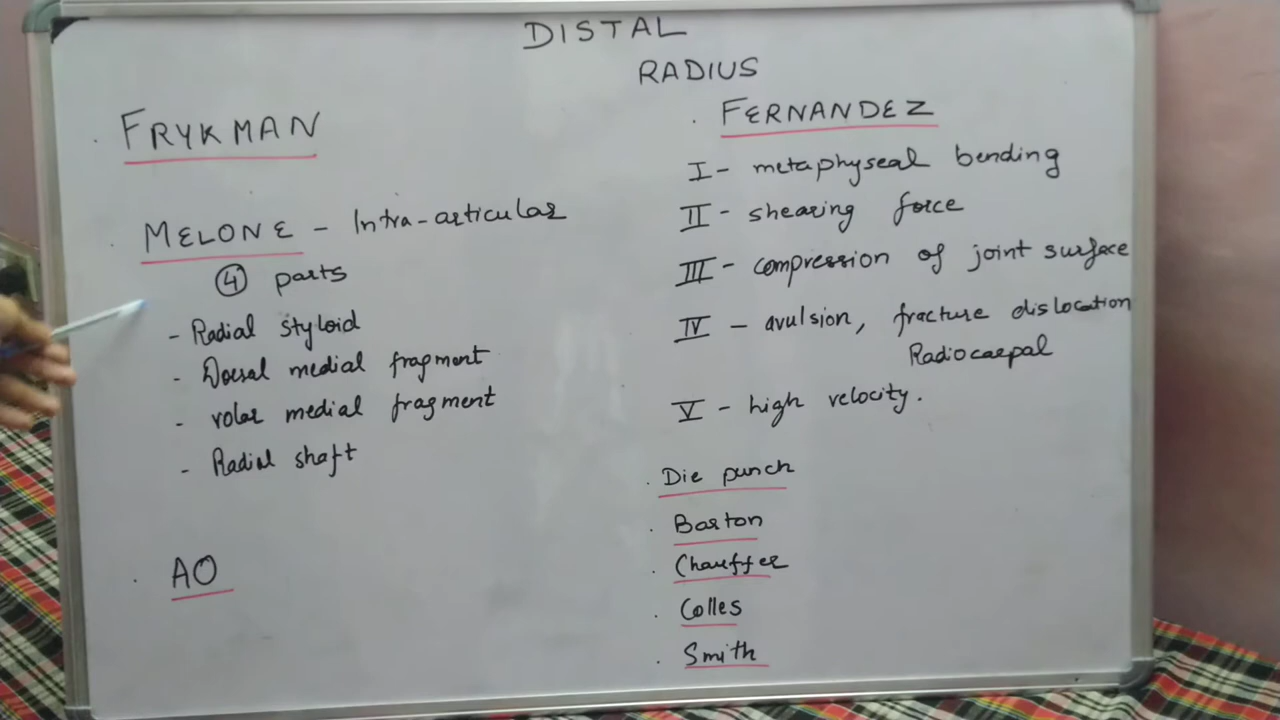 DISTAL
RADIUS
FRYKMAN
MELONE - Intra-articular
4 parts
- Radial styloid
- Dorsal medial fragment
- volar medial fragment
- Radial shaft
AO
FERNANDEZ
I - metaphyseal bending
II - shearing force
III - compression of joint surface
IV - avulsion, fracture dislocation
Radiocarpal
V - high velocity.
Die punch
Barton
Chauffer
Colles
Smith